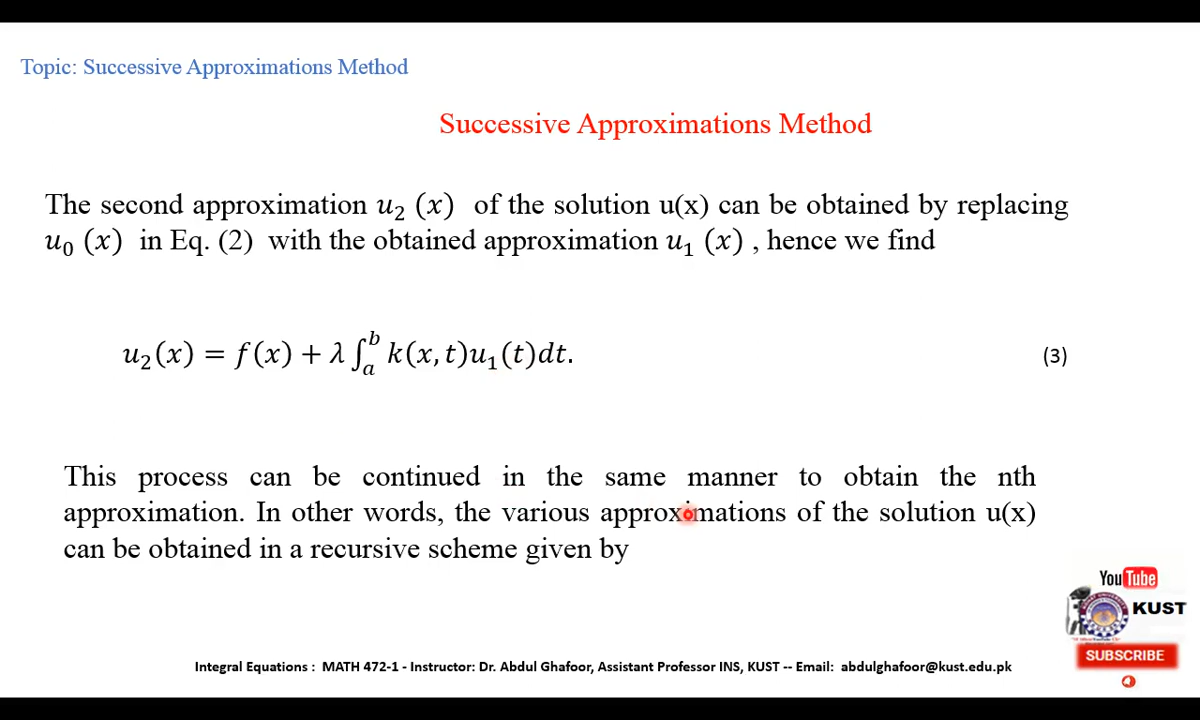 Topic: Successive Approximations Method
Successive Approximations Method
The second approximation u₂ (x) of the solution u(x) can be obtained by replacing
u₀ (x) in Eq. (2) with the obtained approximation u₁ (x) , hence we find
u₂(x) = f(x) + λ ∫ₐᵇ k(x, t)u₁(t)dt. (3)
This process can be continued in the same manner to obtain the nth
approximation. In other words, the various approximations of the solution u(x)
can be obtained in a recursive scheme given by
YouTube
KUST
SUBSCRIBE
Integral Equations : MATH 472-1 - Instructor: Dr. Abdul Ghafoor, Assistant Professor INS, KUST -- Email: abdulghafoor@kust.edu.pk